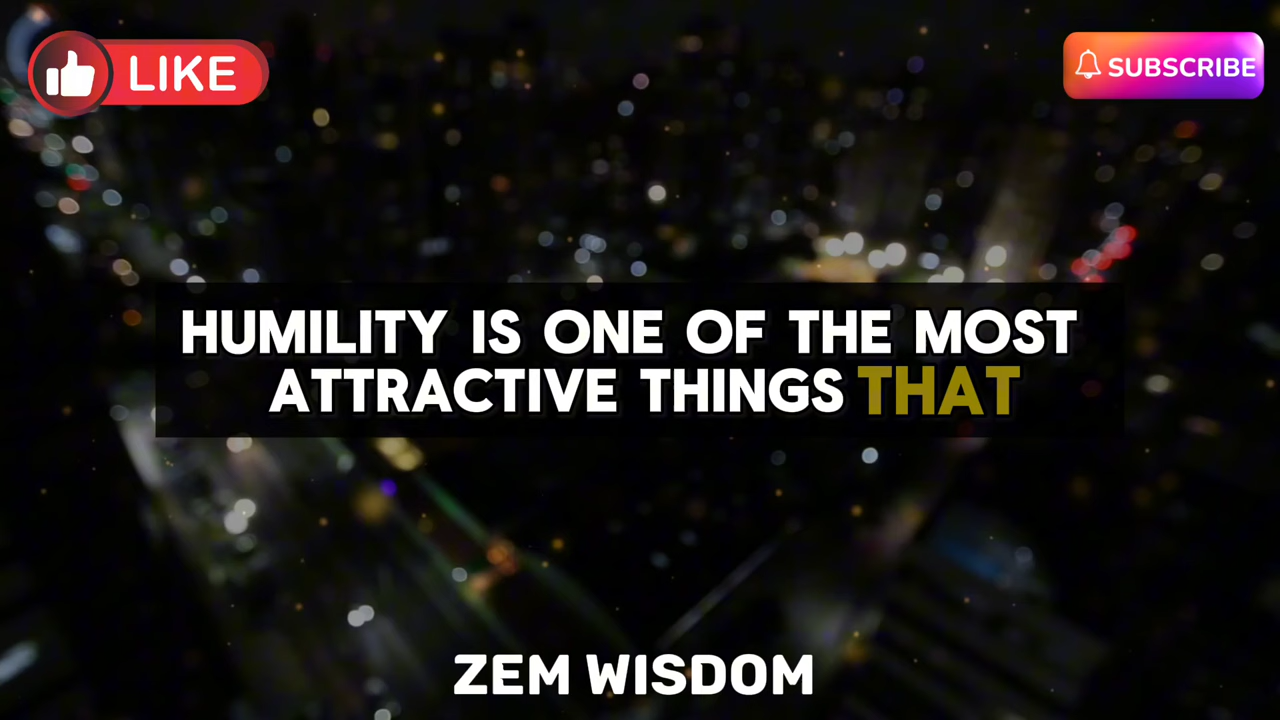 LIKE
SUBSCRIBE
HUMILITY IS ONE OF THE MOST
ATTRACTIVE THINGS THAT
ZEM WISDOM